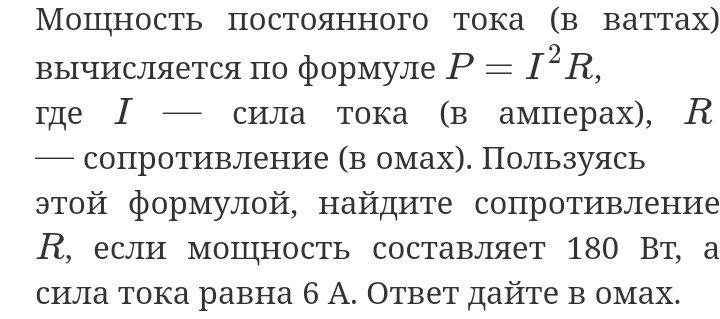 Мощность постоянного тока (в ваттах)
вычисляется по формуле P = I²R,
где I — сила тока (в амперах), R
— сопротивление (в омах). Пользуясь
этой формулой, найдите сопротивление
R, если мощность составляет 180 Вт, а
сила тока равна 6 А. Ответ дайте в омах.